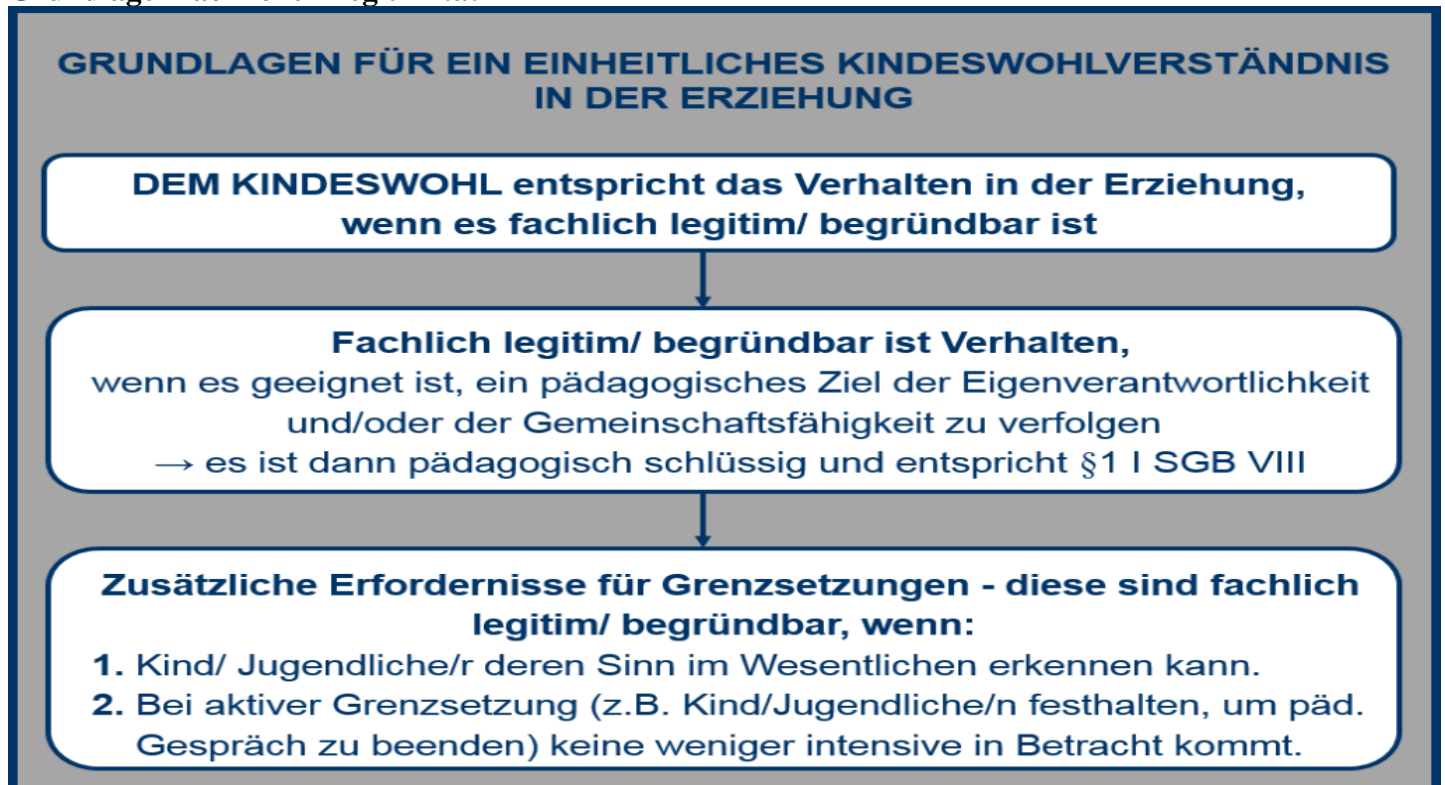 GRUNDLAGEN FÜR EIN EINHEITLICHES KINDESWOHLVERSTÄNDNIS
IN DER ERZIEHUNG
DEM KINDESWOHL entspricht das Verhalten in der Erziehung,
wenn es fachlich legitim/ begründbar ist
Fachlich legitim/ begründbar ist Verhalten,
wenn es geeignet ist, ein pädagogisches Ziel der Eigenverantwortlichkeit
und/oder der Gemeinschaftsfähigkeit zu verfolgen
→ es ist dann pädagogisch schlüssig und entspricht §1 I SGB VIII
Zusätzliche Erfordernisse für Grenzsetzungen - diese sind fachlich
legitim/ begründbar, wenn:
1. Kind/ Jugendliche/r deren Sinn im Wesentlichen erkennen kann.
2. Bei aktiver Grenzsetzung (z.B. Kind/Jugendliche/n festhalten, um päd.
Gespräch zu beenden) keine weniger intensive in Betracht kommt.